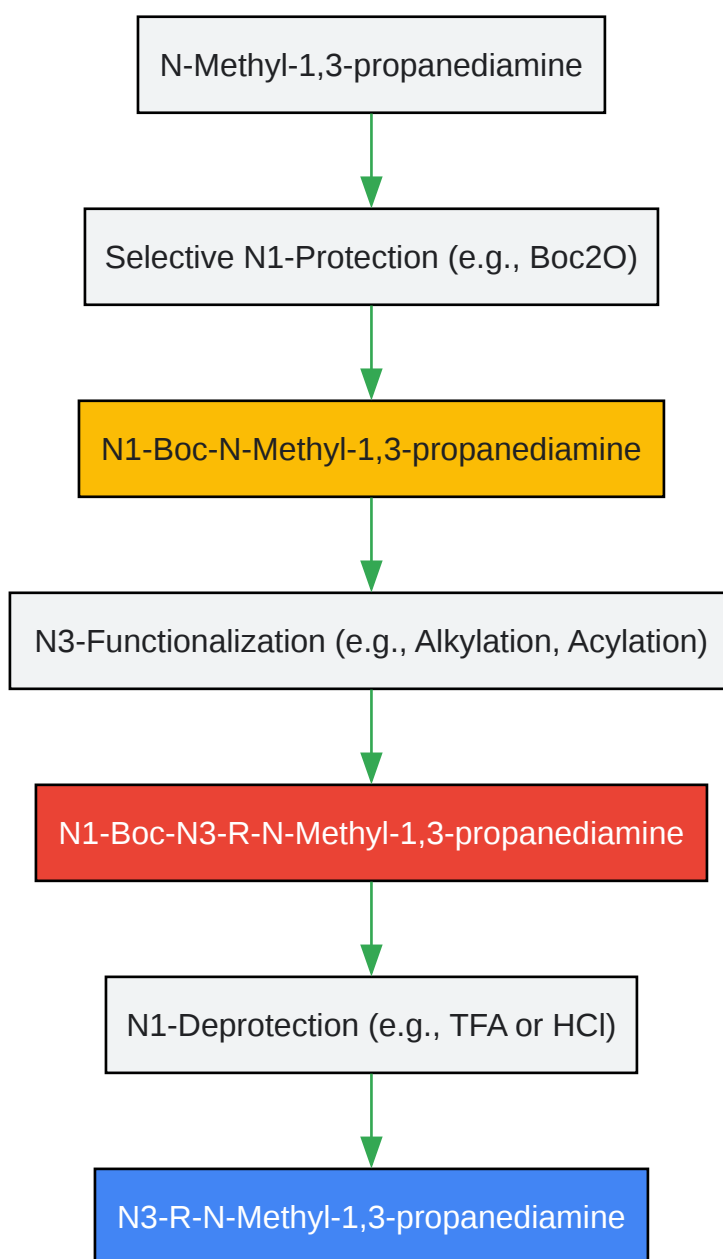 N-Methyl-1,3-propanediamine
Selective N1-Protection (e.g., Boc2O)
N1-Boc-N-Methyl-1,3-propanediamine
N3-Functionalization (e.g., Alkylation, Acylation)
N1-Boc-N3-R-N-Methyl-1,3-propanediamine
N1-Deprotection (e.g., TFA or HCl)
N3-R-N-Methyl-1,3-propanediamine